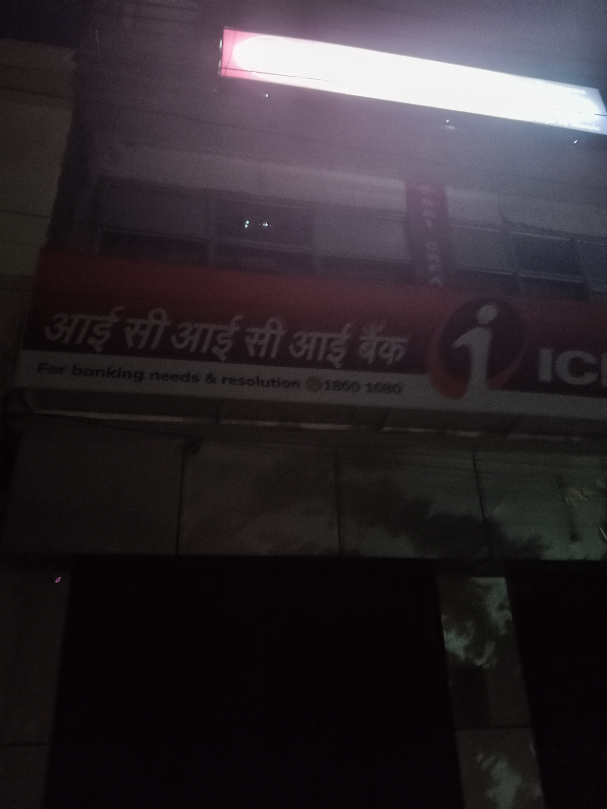 आई सी आई सी आई बैंक ICI
For banking needs & resolution 1800 1080